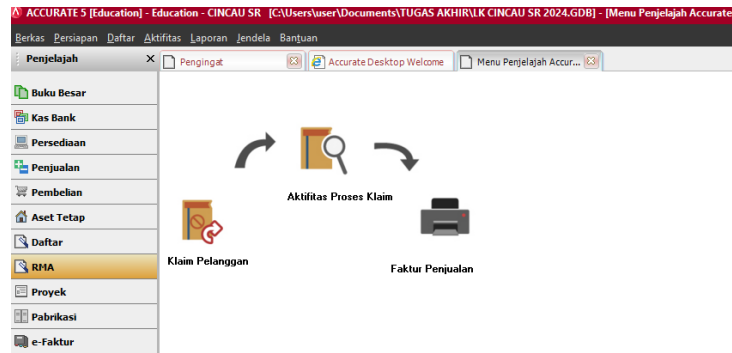 ACCURATE 5 [Education] - Education - CINCAU SR [C:\Users\user\Documents\TUGAS AKHIR\LK CINCAU SR 2024.GDB] - [Menu Penjelajah Accurate
Berkas Persiapan Daftar Aktifitas Laporan Jendela Bantuan
Penjelajah X Pengingat Accurate Desktop Welcome Menu Penjelajah Accur...
Buku Besar
Kas Bank
Persediaan
Penjualan
Pembelian
Aset Tetap
Daftar
RMA
Proyek
Pabrikasi
e-Faktur
Aktifitas Proses Klaim
Klaim Pelanggan
Faktur Penjualan